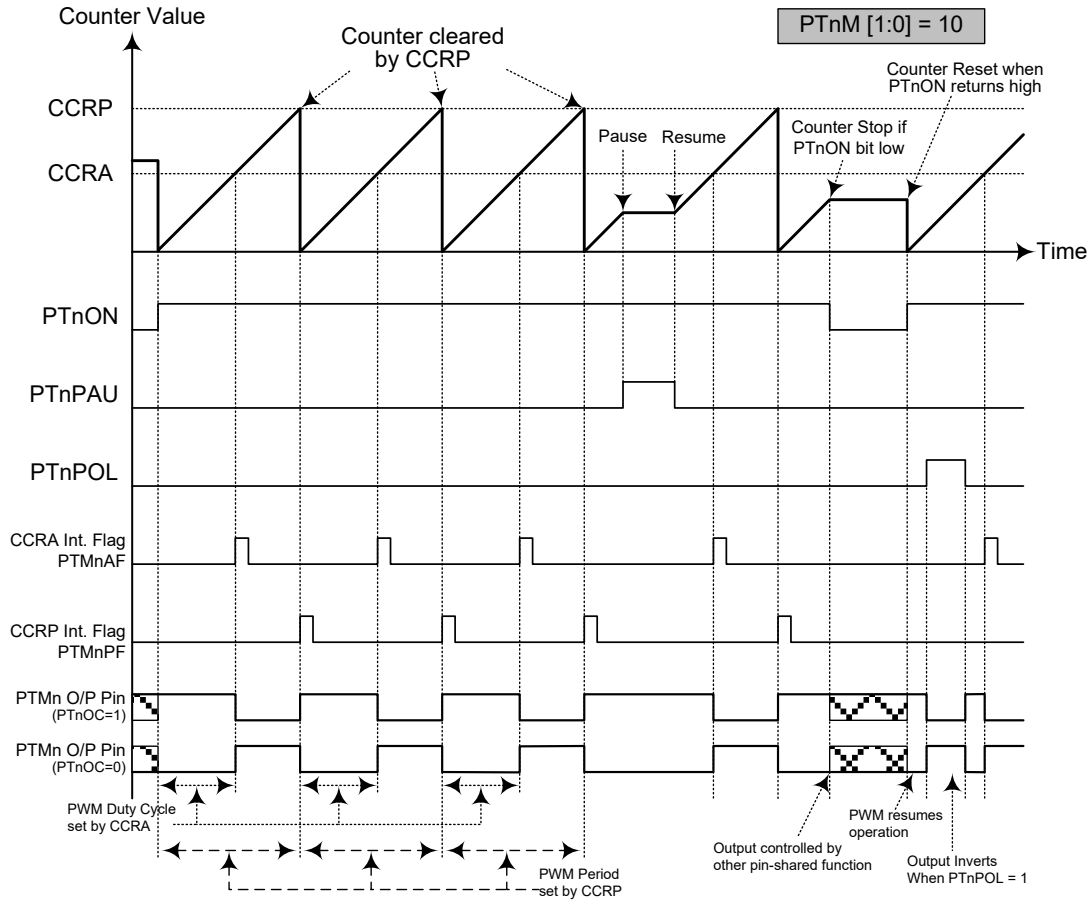 Counter Value
PTnM [1:0] = 10
Counter cleared
by CCRP
Counter Reset when
PTnON returns high
CCRP
Pause
Resume
Counter Stop if
PTnON bit low
CCRA
Time
PTnON
PTnPAU
PTnPOL
CCRA Int. Flag
PTMnAF
CCRP Int. Flag
PTMnPF
PTMn O/P Pin
(PTnOC=1)
PTMn O/P Pin
(PTnOC=0)
PWM Duty Cycle
set by CCRA
PWM resumes
operation
Output controlled by
other pin-shared function
Output Inverts
When PTnPOL = 1
PWM Period
set by CCRP